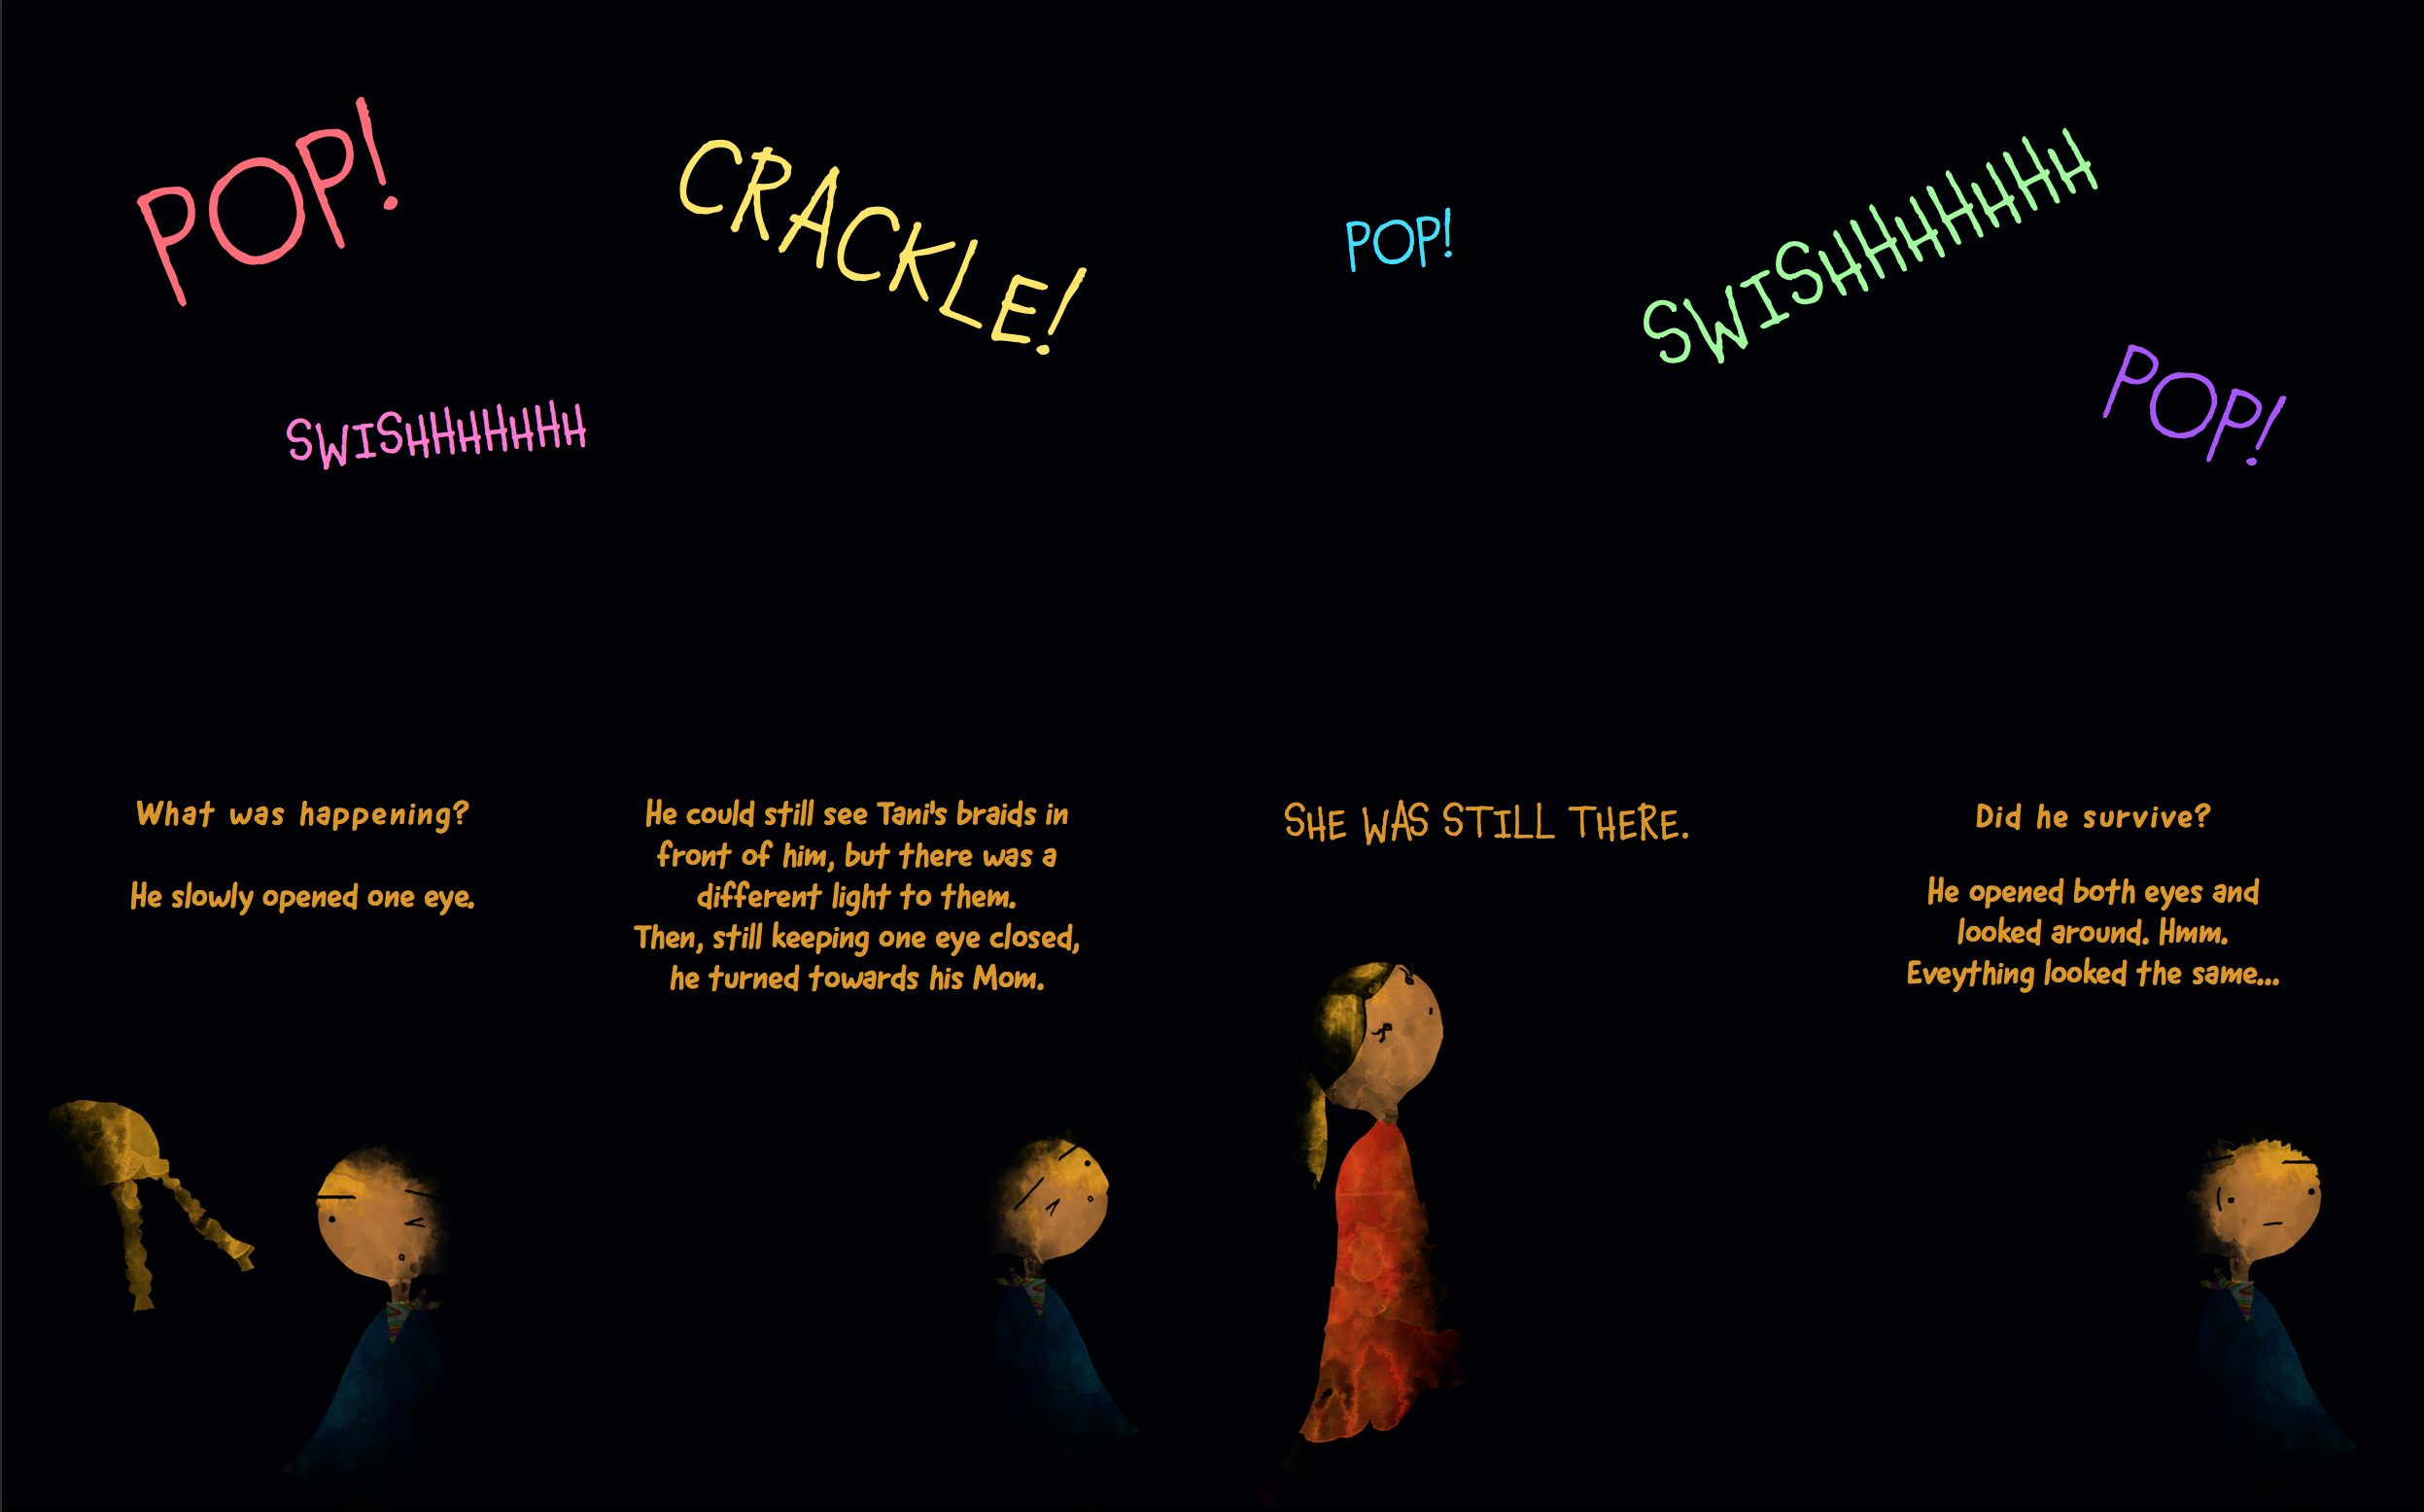 POP!
CRACKLE!
POP!
SWISHHHHHHHHH
SWISHHHHHHH
POP!
What was happening?
He slowly opened one eye.
He could still see Tani's braids in
front of him, but there was a
different light to them.
Then, still keeping one eye closed,
he turned towards his Mom.
SHE WAS STILL THERE.
Did he survive?
He opened both eyes and
looked around. Hmm.
Eveything looked the same...